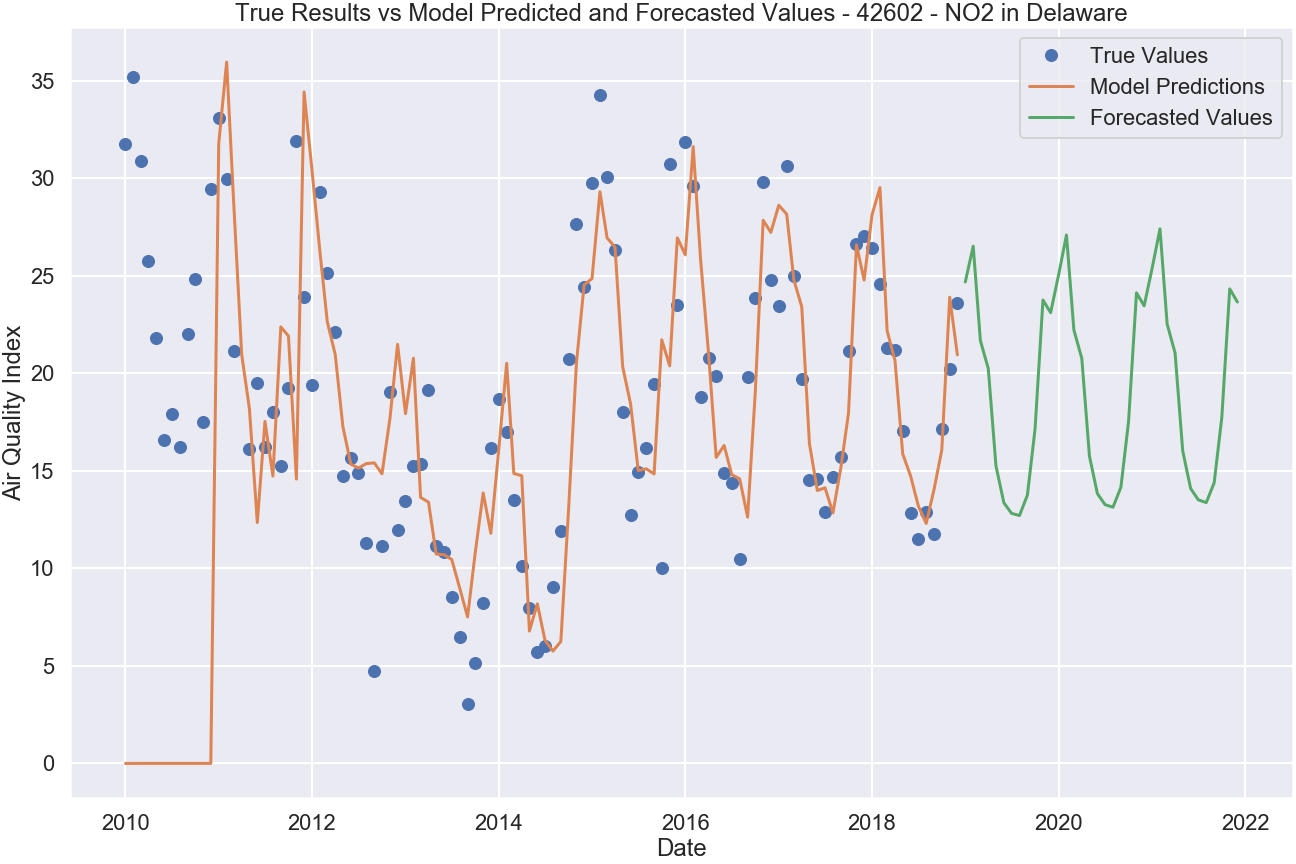 True Results vs Model Predicted and Forecasted Values - 42602 - NO2 in Delaware
True Values
Model Predictions
Forecasted Values
Air Quality Index
35
30
25
20
15
10
5
0
2010
2012
2014
2016
2018
2020
2022
Date